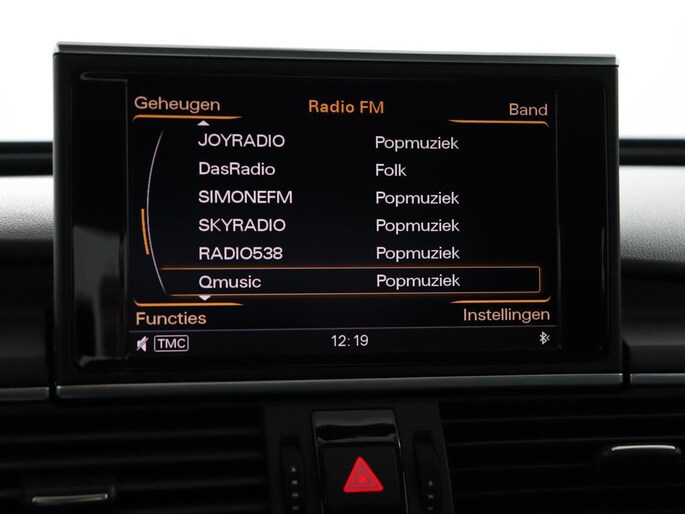 Geheugen Radio FM Band
JOYRADIO Popmuziek
DasRadio Folk
SIMONEFM Popmuziek
SKYRADIO Popmuziek
RADIO538 Popmuziek
Qmusic Popmuziek
Functies Instellingen
TMC 12:19